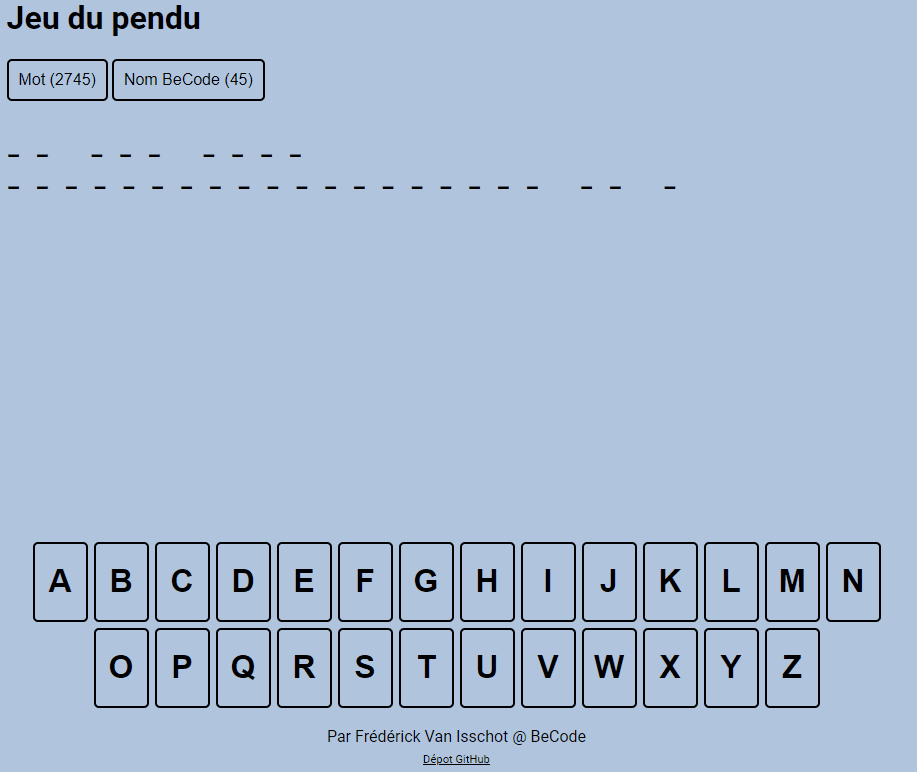 Jeu du pendu
Mot (2745) Nom BeCode (45)
_ _   _ _ _   _ _ _ _
_ _ _ _ _ _ _ _ _ _ _ _ _ _ _ _ _ _ _   _ _   _
A B C D E F G H I J K L M N
O P Q R S T U V W X Y Z
Par Frédérick Van Isschot @ BeCode
Dépot GitHub